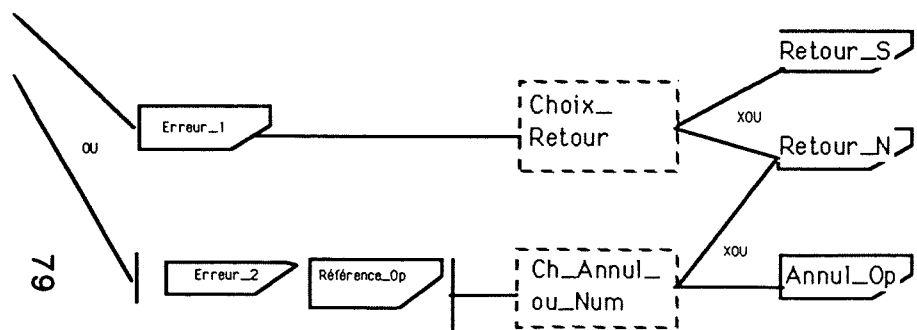 Retour_S
Choix_
Retour
Erreur_1
XOU
OU
Retour_N
XOU
79
Erreur_2
Référence_Op
Ch_Annul_
ou_Num
Annul_Op